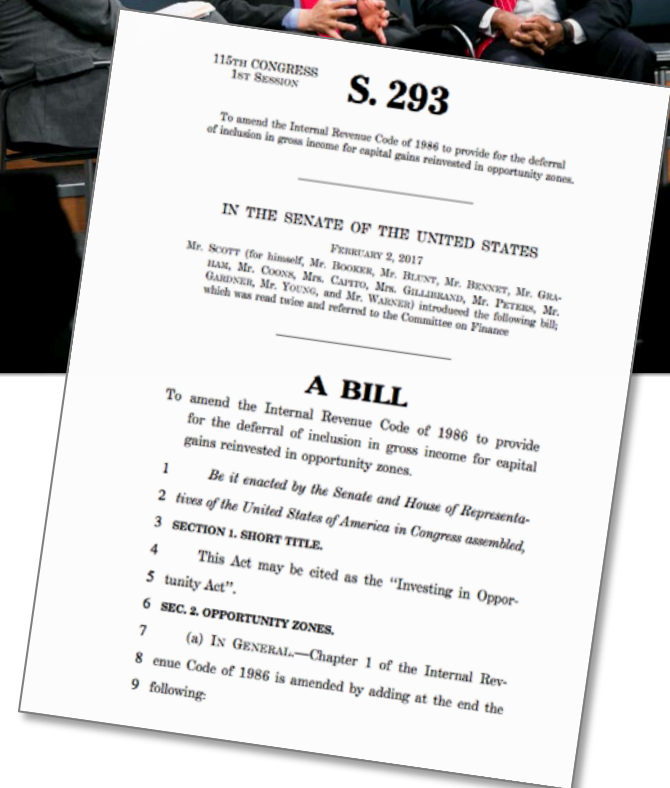 115TH CONGRESS
1ST SESSION
S. 293
To amend the Internal Revenue Code of 1986 to provide for the deferral
of inclusion in gross income for capital gains reinvested in opportunity zones.
IN THE SENATE OF THE UNITED STATES
FEBRUARY 2, 2017
Mr. SCOTT (for himself, Mr. BOOKER, Mr. BLUNT, Mr. BENNET, Mr. GRA-
HAM, Mr. COONS, Mrs. CAPITO, Mrs. GILLIBRAND, Mr. PETERS, Mr.
GARDNER, Mr. YOUNG, and Mr. WARNER) introduced the following bill;
which was read twice and referred to the Committee on Finance
A BILL
To amend the Internal Revenue Code of 1986 to provide
for the deferral of inclusion in gross income for capital
gains reinvested in opportunity zones.
1 Be it enacted by the Senate and House of Representa-
2 tives of the United States of America in Congress assembled,
3 SECTION 1. SHORT TITLE.
4 This Act may be cited as the “Investing in Oppor-
5 tunity Act”.
6 SEC. 2. OPPORTUNITY ZONES.
7 (a) IN GENERAL.—Chapter 1 of the Internal Rev-
8 enue Code of 1986 is amended by adding at the end the
9 following: